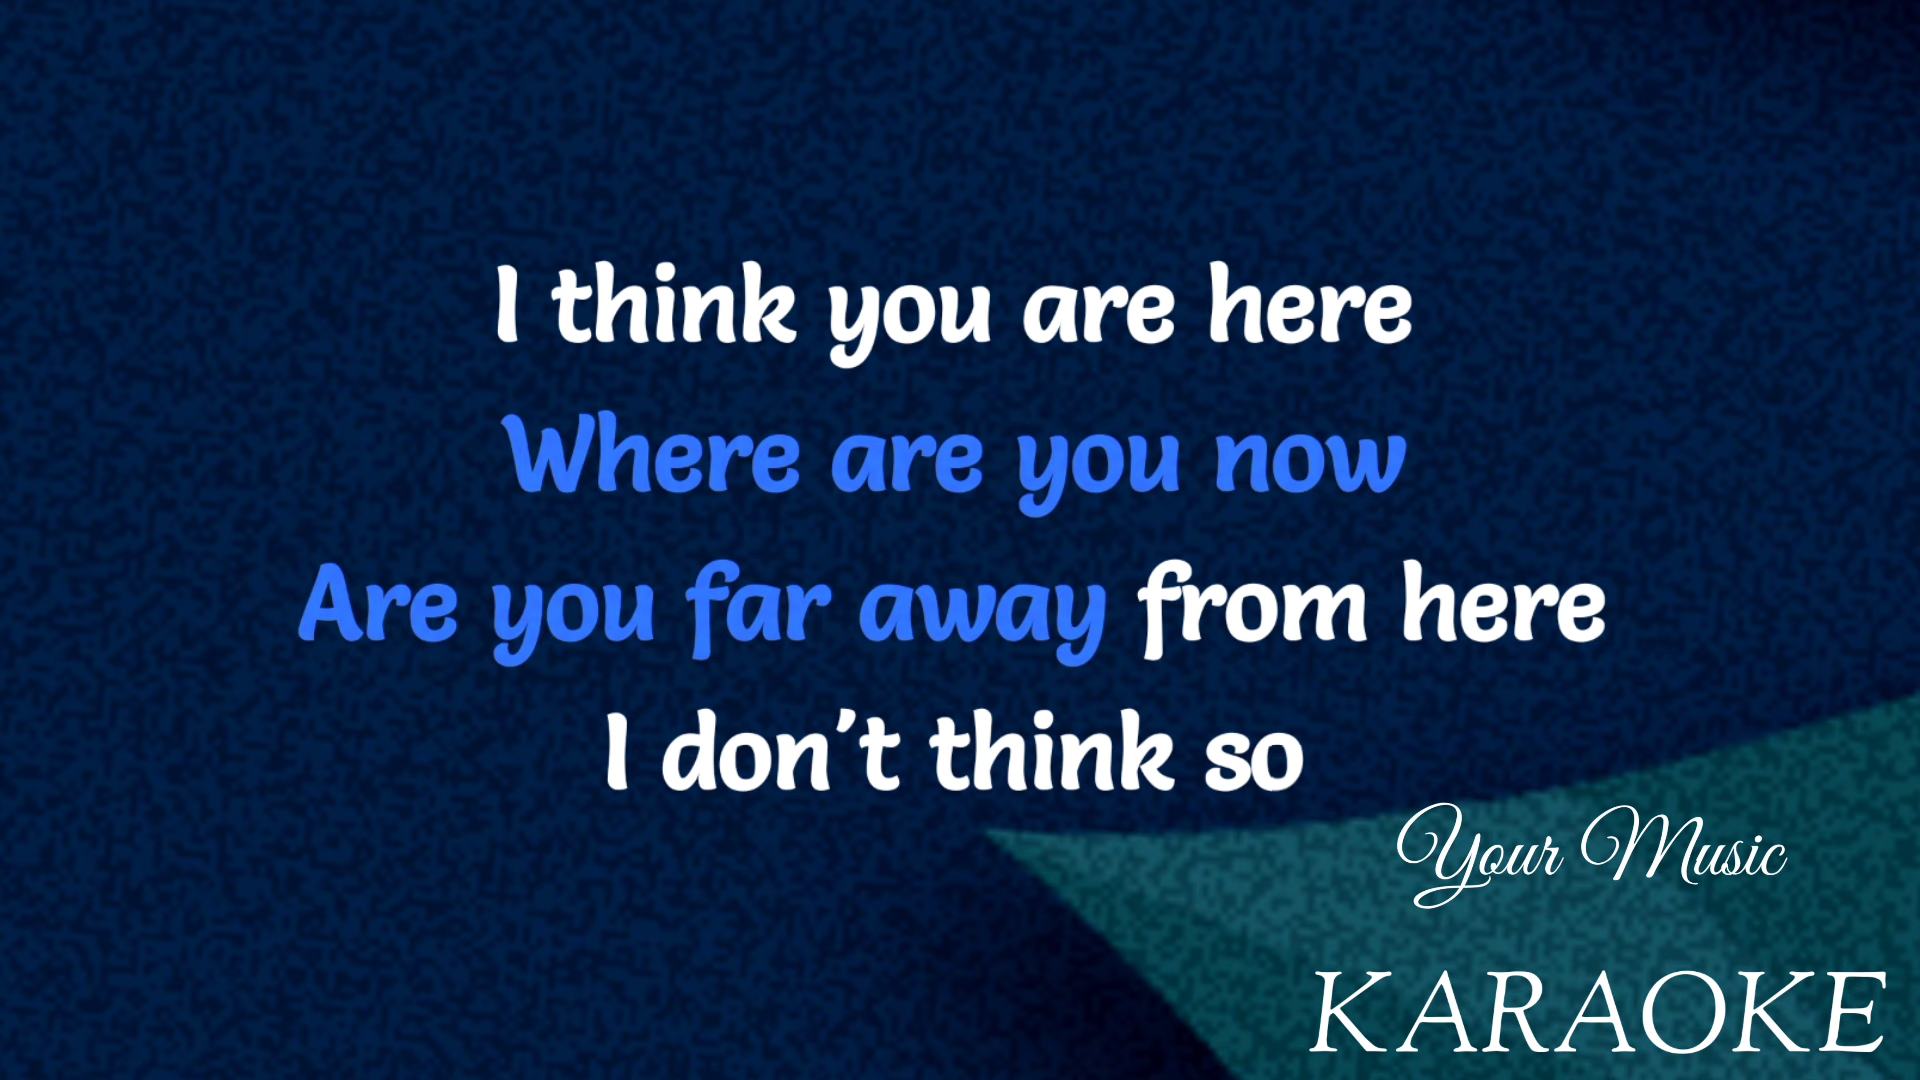 I think you are here
Where are you now
Are you far away from here
I don't think so
Your Music
KARAOKE